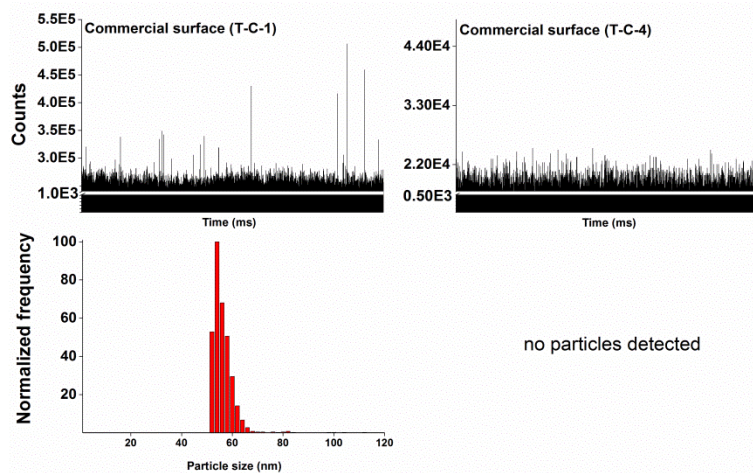 Commercial surface (T-C-1)
5.5E5
5.0E5
4.5E5
4.0E5
3.5E5
3.0E5
1.0E3
Counts
Time (ms)
Commercial surface (T-C-4)
4.40E4
3.30E4
2.20E4
0.50E3
Time (ms)
100
80
60
40
20
Normalized frequency
20 40 60 80 100 120
Particle size (nm)
no particles detected